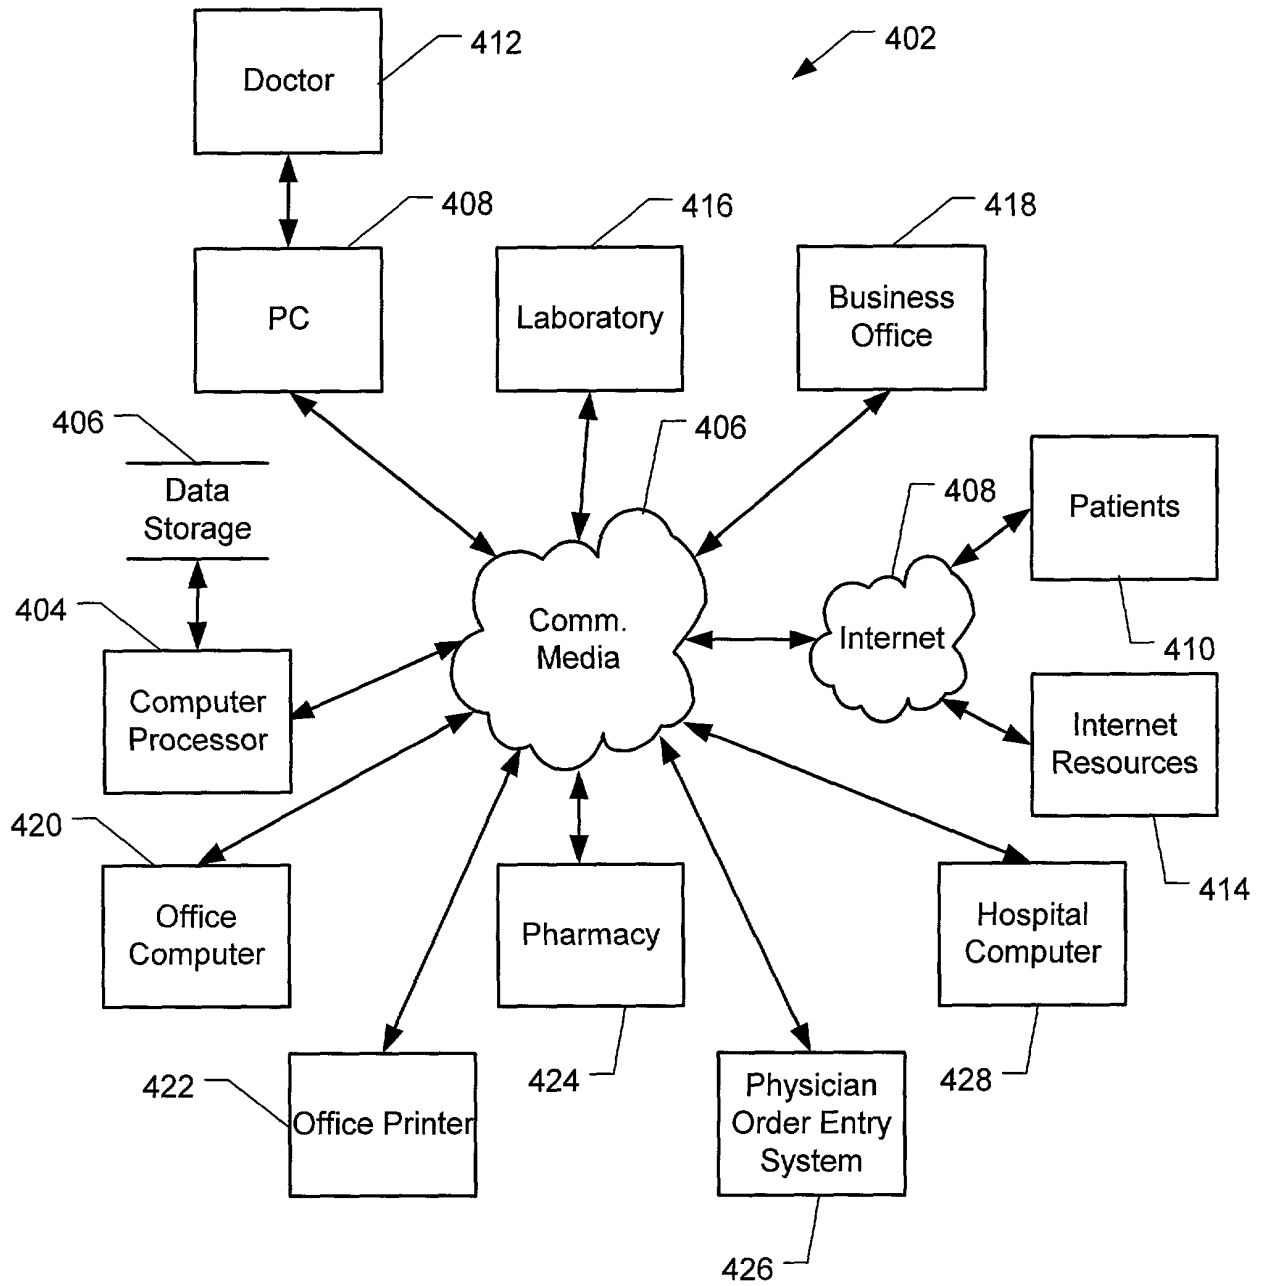 412
402
Doctor
408
416
418
PC
Laboratory
Business
Office
406
406
Data
Storage
408
Patients
404
Comm.
Media
Internet
410
Computer
Processor
Internet
Resources
420
414
Office
Computer
Pharmacy
Hospital
Computer
422
424
428
Office Printer
Physician
Order Entry
System
426